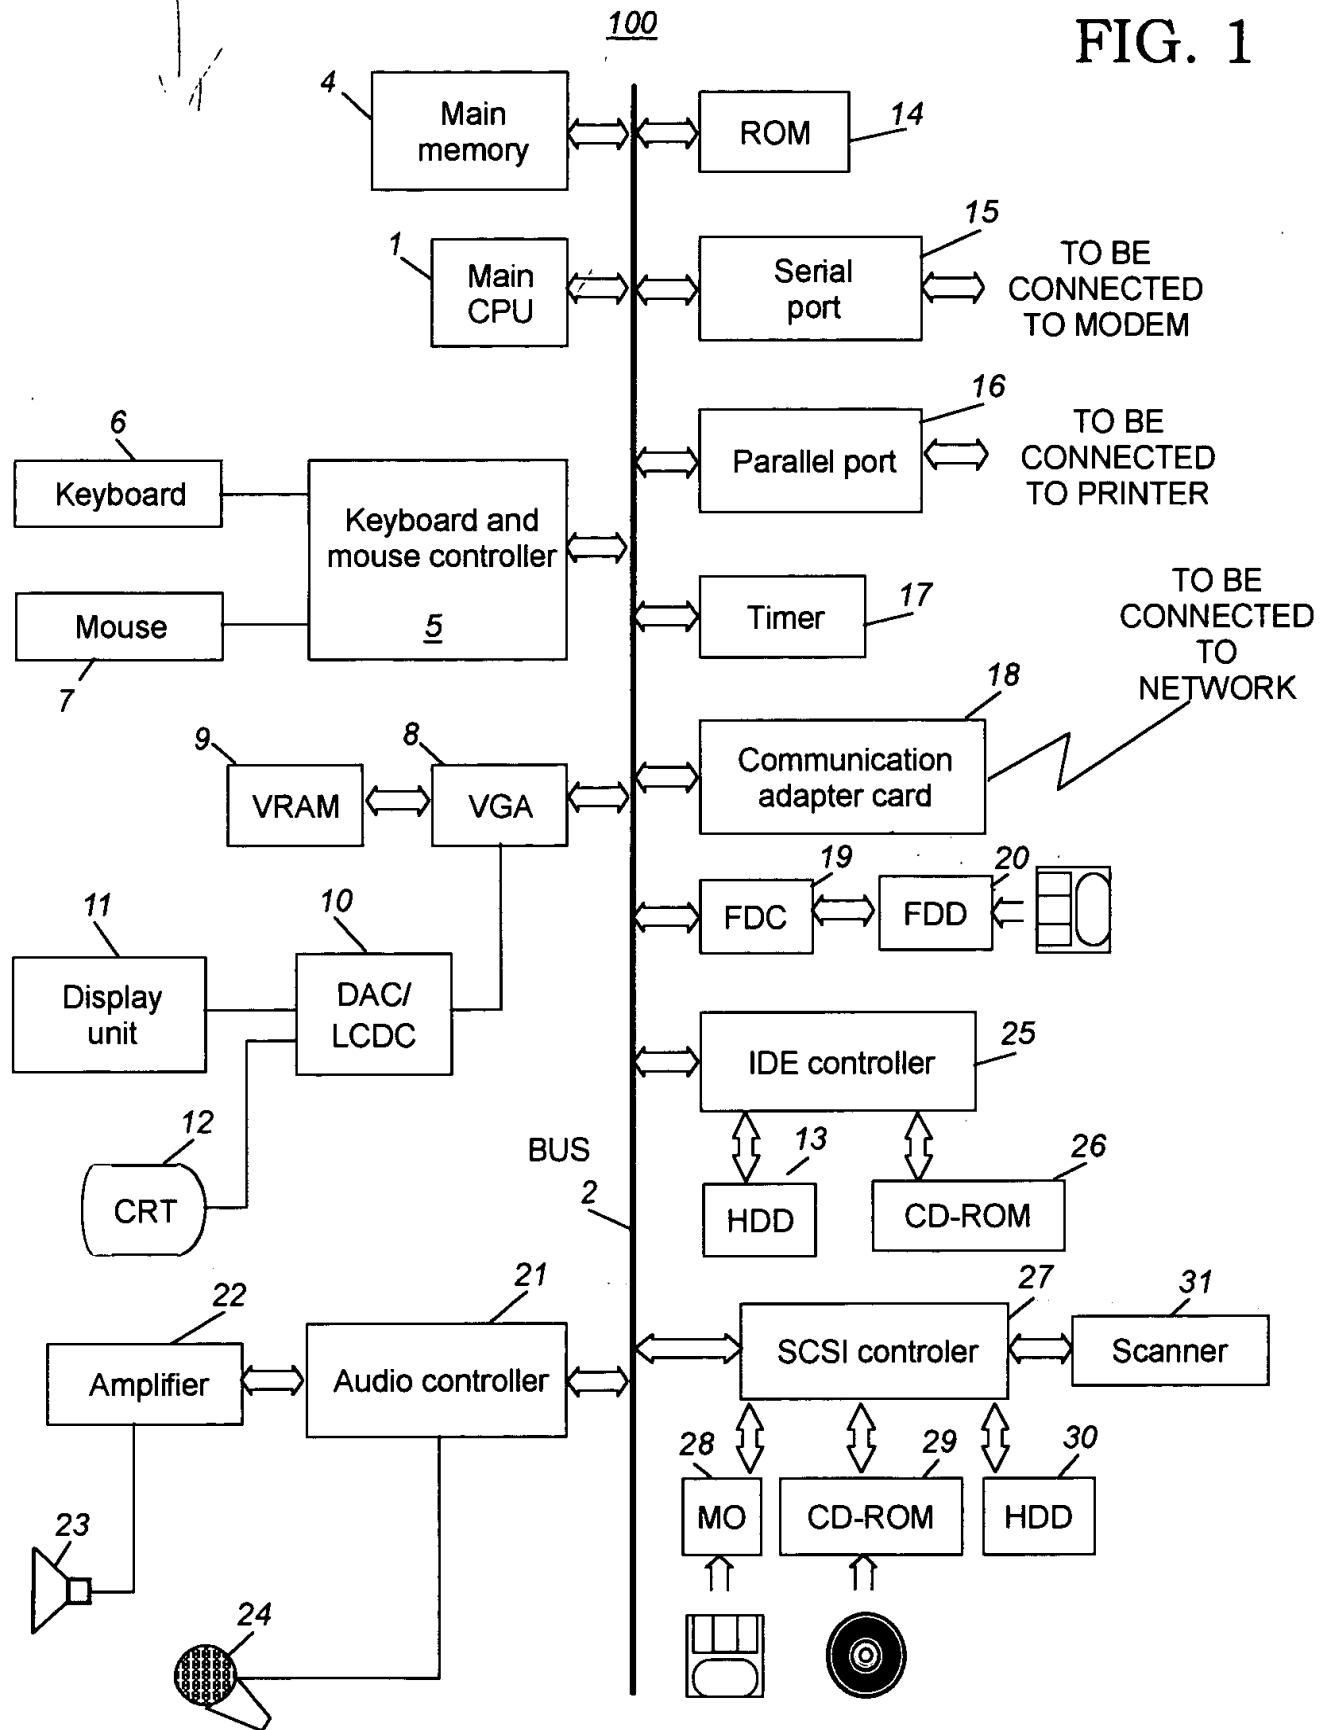 100
FIG. 1
4
Main
memory
ROM
14
1
Main
CPU
15
Serial
port
TO BE
CONNECTED
TO MODEM
16
Parallel port
TO BE
CONNECTED
TO PRINTER
6
Keyboard
Keyboard and
mouse controller
5
Mouse
7
Timer
17
TO BE
CONNECTED
TO
NETWORK
18
Communication
adapter card
9
VRAM
8
VGA
19
FDC
20
FDD
11
Display
unit
10
DAC/
LCDC
IDE controller
25
12
CRT
BUS
2
13
HDD
26
CD-ROM
22
Amplifier
21
Audio controller
27
SCSI controler
31
Scanner
28
MO
29
CD-ROM
30
HDD
23
24